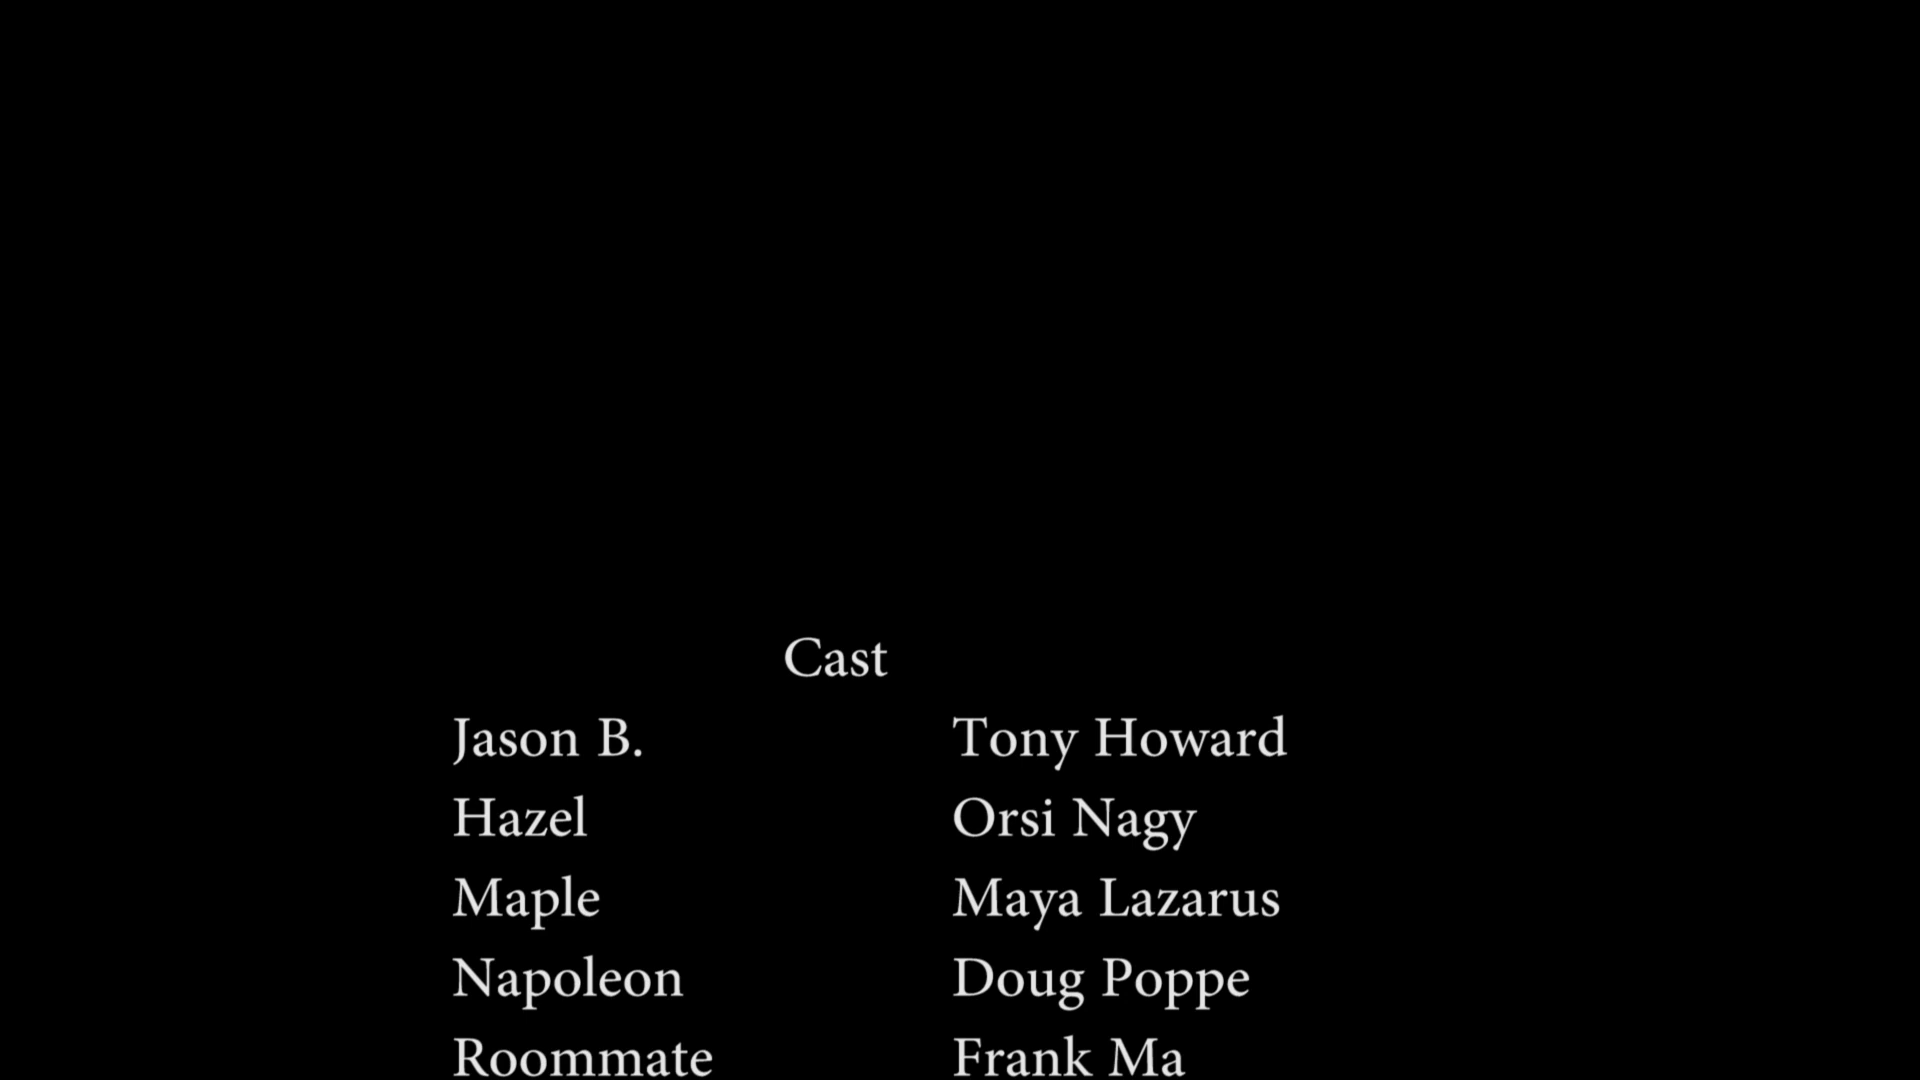 Cast
Jason B. Tony Howard
Hazel Orsi Nagy
Maple Maya Lazarus
Napoleon Doug Poppe
Roommate Frank Ma